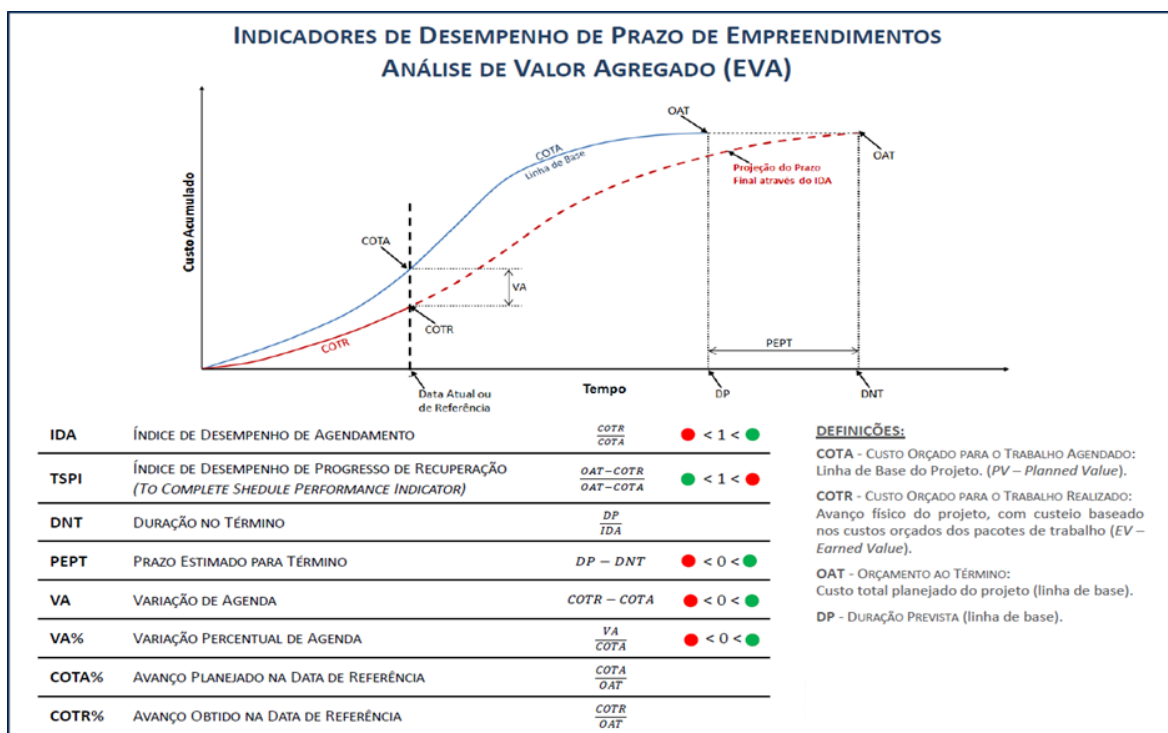 INDICADORES DE DESEMPENHO DE PRAZO DE EMPREENDIMENTOS
ANÁLISE DE VALOR AGREGADO (EVA)
OAT
COTA
Linha de Base
OAT
Projeção do Prazo
Final através do IDA
Custo Acumulado
COTA
VA
COTR
COTR
PEPT
Data Atual ou
de Referência
Tempo
DP
DNT
IDA ÍNDICE DE DESEMPENHO DE AGENDAMENTO COTR/COTA < 1 <
TSPI ÍNDICE DE DESEMPENHO DE PROGRESSO DE RECUPERAÇÃO
(TO COMPLETE SHEDULE PERFORMANCE INDICATOR) OAT-COTR/OAT-COTA < 1 <
DNT DURAÇÃO NO TÉRMINO DP/IDA
PEPT PRAZO ESTIMADO PARA TÉRMINO DP − DNT < 0 <
VA VARIAÇÃO DE AGENDA COTR − COTA < 0 <
VA% VARIAÇÃO PERCENTUAL DE AGENDA VA/COTA < 0 <
COTA% AVANÇO PLANEJADO NA DATA DE REFERÊNCIA COTA/OAT
COTR% AVANÇO OBTIDO NA DATA DE REFERÊNCIA COTR/OAT
DEFINIÇÕES:
COTA - CUSTO ORÇADO PARA O TRABALHO AGENDADO:
Linha de Base do Projeto. (PV – Planned Value).
COTR - CUSTO ORÇADO PARA O TRABALHO REALIZADO:
Avanço físico do projeto, com custeio baseado
nos custos orçados dos pacotes de trabalho (EV –
Earned Value).
OAT - ORÇAMENTO AO TÉRMINO:
Custo total planejado do projeto (linha de base).
DP - DURAÇÃO PREVISTA (linha de base).